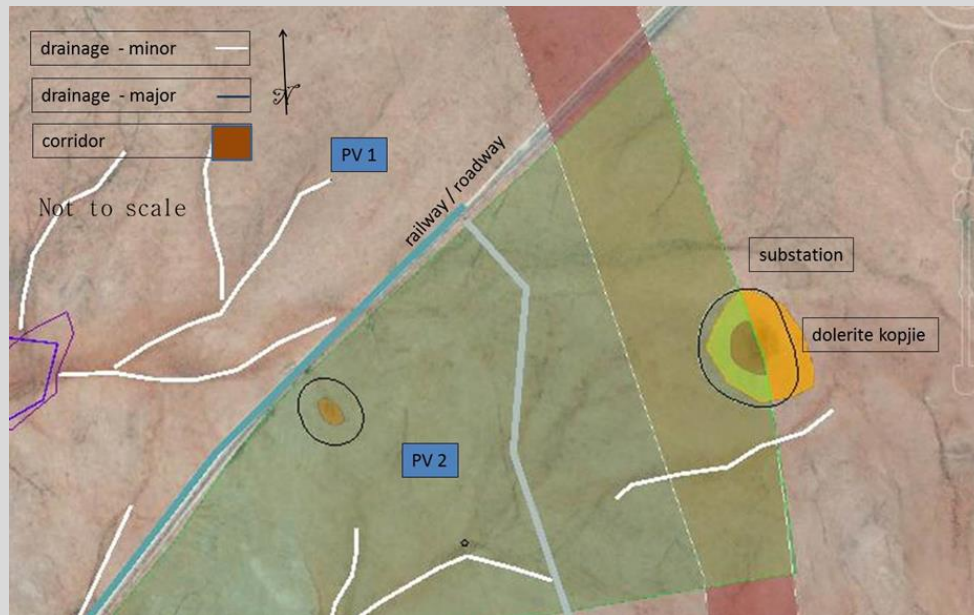 drainage - minor
drainage - major
corridor
N
Not to scale
PV 1
railway / roadway
substation
dolerite kopjie
PV 2